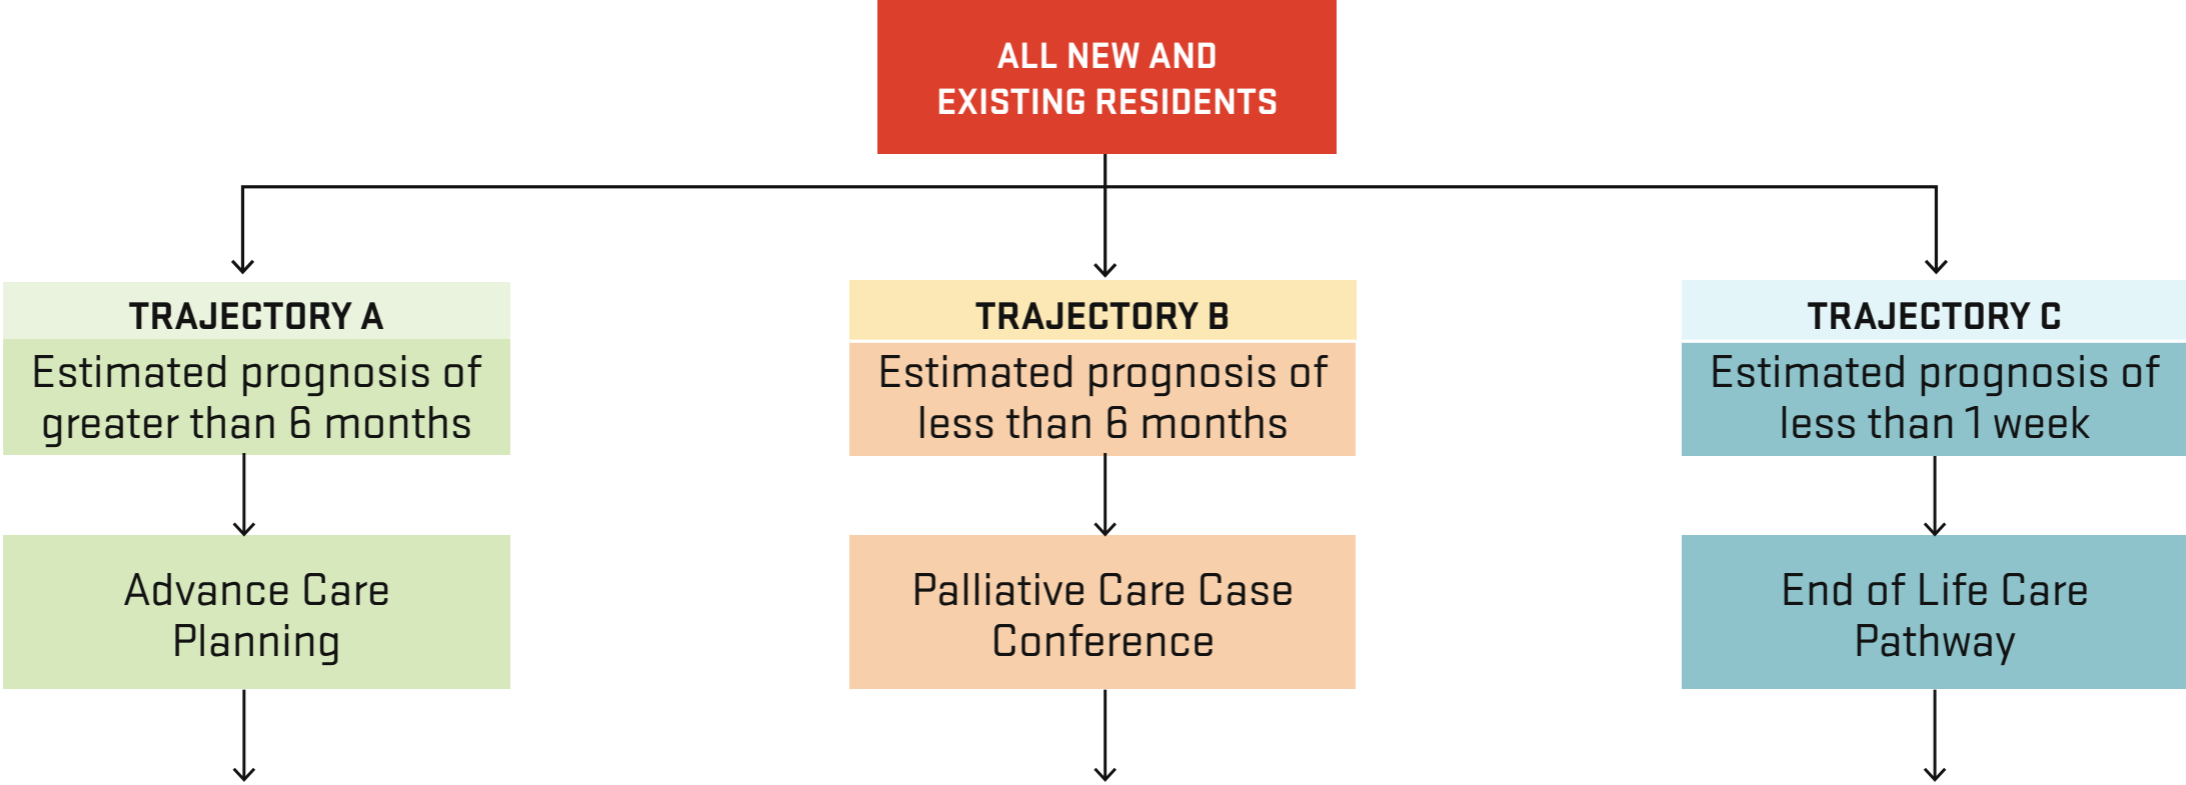 ALL NEW AND
EXISTING RESIDENTS
TRAJECTORY A
Estimated prognosis of
greater than 6 months
Advance Care
Planning
TRAJECTORY B
Estimated prognosis of
less than 6 months
Palliative Care Case
Conference
TRAJECTORY C
Estimated prognosis of
less than 1 week
End of Life Care
Pathway